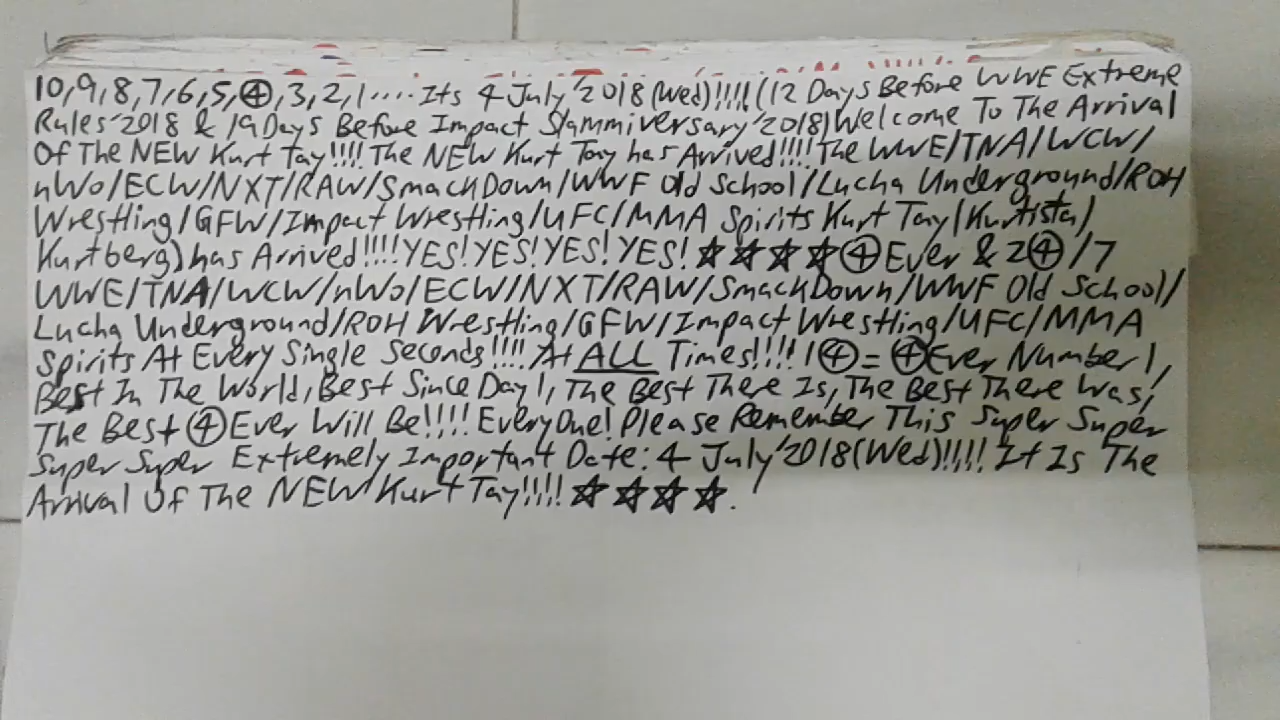 10,9,8,7,6,5,④,3,2,1.....Its 4 July'2018(Wed)!!!!(12 Days Before WWE Extreme
Rules'2018 & 19 Days Before Impact Slammiversary'2018)Welcome To The Arrival
Of The NEW Kurt Tay!!!! The NEW Kurt Tay has Arrived!!!! The WWE/TNA/WCW/
nWo/ECW/NXT/RAW/SmackDown/WWF Old School/Lucha Underground/ROH
Wrestling/GFW/Impact Wrestling/UFC/MMA Spirits Kurt Tay(Kurtista/
Kurtberg)has Arrived!!!!YES!YES!YES!YES!★★★★④Ever & 2④/7
WWE/TNA/WCW/nWo/ECW/NXT/RAW/SmackDown/WWF Old School/
Lucha Underground/ROH Wrestling/GFW/Impact Wrestling/UFC/MMA
Spirits At Every Single Seconds!!!! At ALL Times!!!! 1④=④Ever Number 1,
Best In The World, Best Since Day 1, The Best There Is, The Best There Was,
The Best ④Ever Will Be!!!! EveryOne! Please Remember This Super Super
Super Super Extremely Important Date: 4 July'2018(Wed)!!!! It Is The
Arrival Of The NEW Kurt Tay!!!!★★★★.